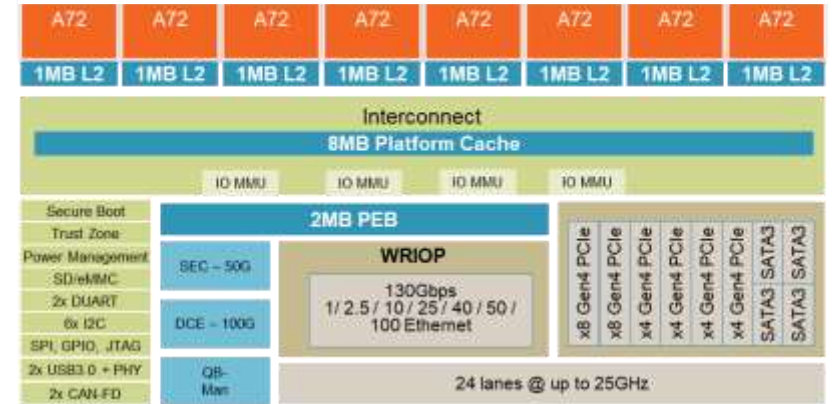 A72 A72 A72 A72 A72 A72 A72 A72
1MB L2 1MB L2 1MB L2 1MB L2 1MB L2 1MB L2 1MB L2 1MB L2
Interconnect
8MB Platform Cache
IO MMU IO MMU IO MMU IO MMU
Secure Boot
Trust Zone
Power Management
SD/eMMC
2x DUART
6x I2C
SPI, GPIO, JTAG
2x USB3.0 + PHY
2x CAN-FD
2MB PEB
SEC – 50G
DCE – 100G
QB-
Man
WRIOP
130Gbps
1/ 2.5 / 10 / 25 / 40 / 50 /
100 Ethernet
x8 Gen4 PCIe
x8 Gen4 PCIe
x4 Gen4 PCIe
x4 Gen4 PCIe
x4 Gen4 PCIe
x4 Gen4 PCIe
SATA3 SATA3
SATA3 SATA3
24 lanes @ up to 25GHz